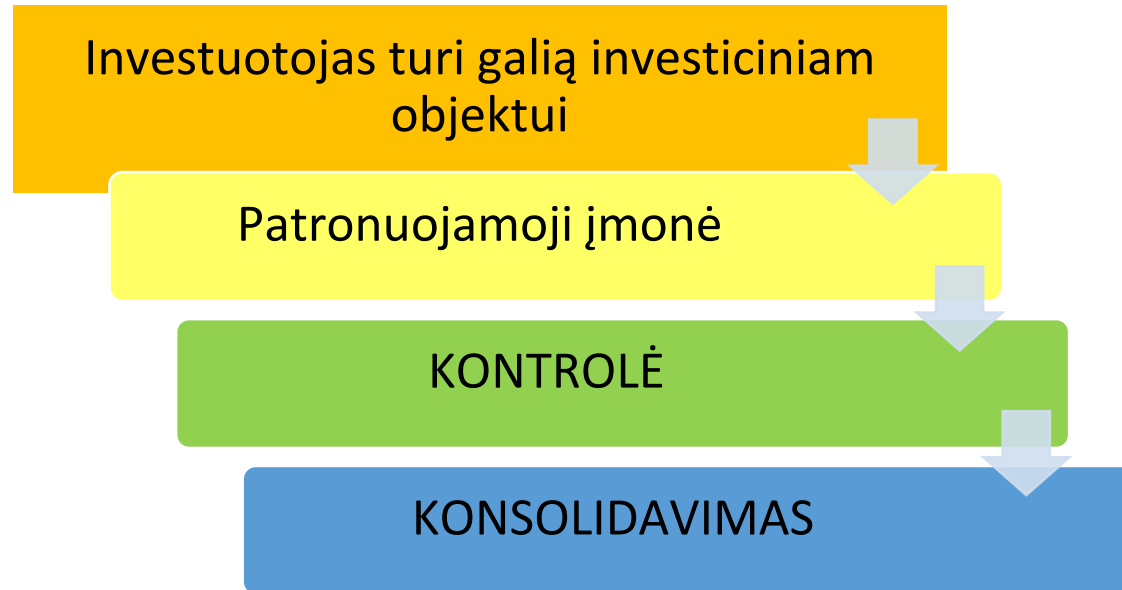 Investuotojas turi galią investiciniam
objektui
Patronuojamoji įmonė
KONTROLĖ
KONSOLIDAVIMAS